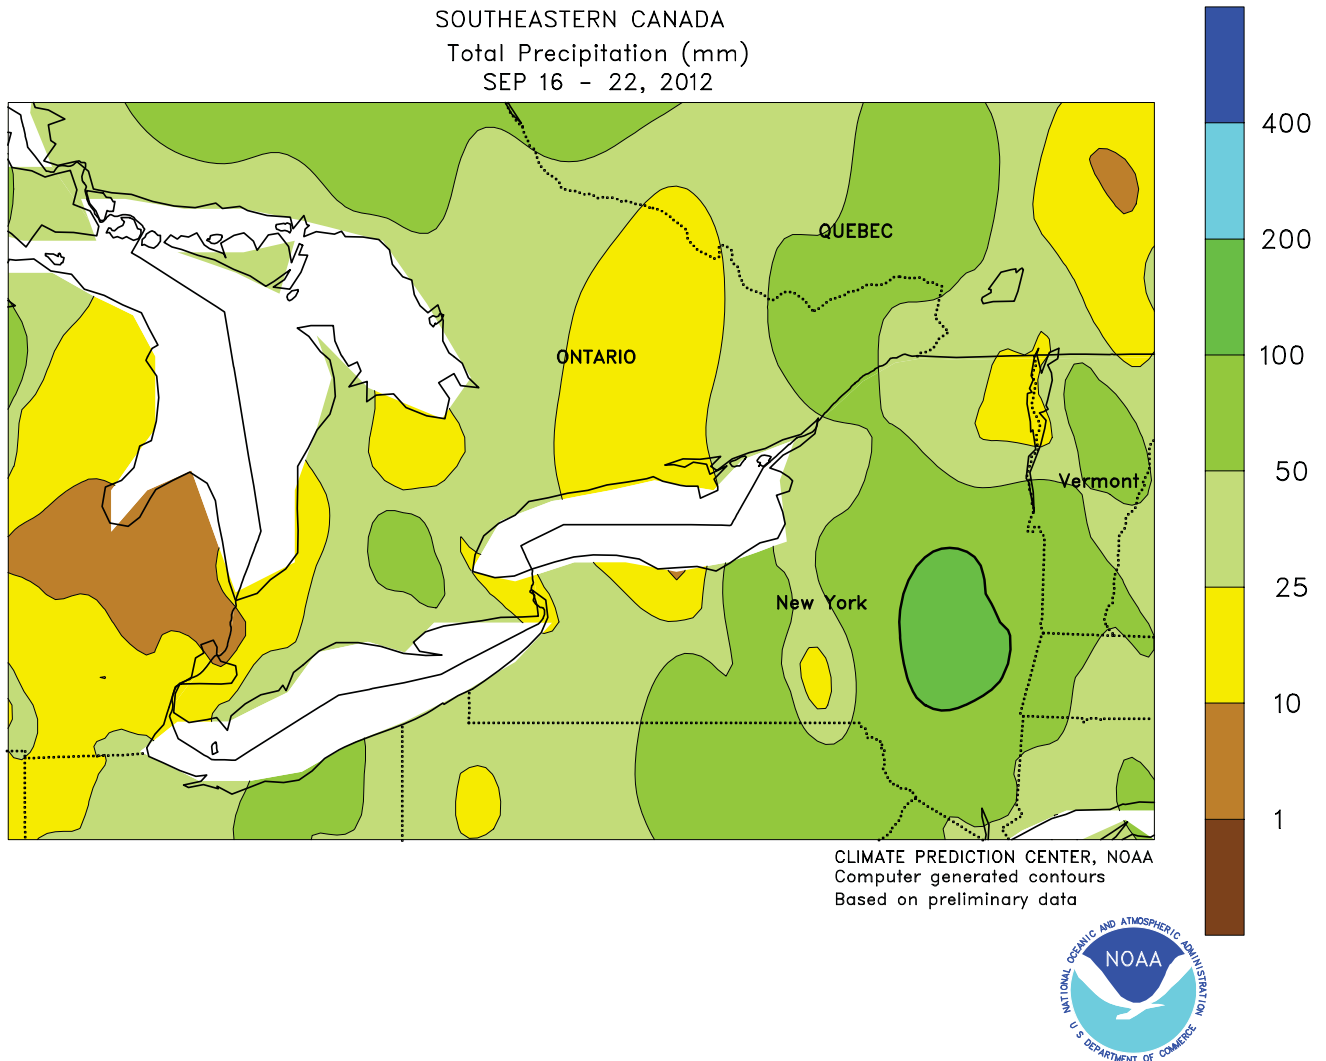 SOUTHEASTERN CANADA
Total Precipitation (mm)
SEP 16 - 22, 2012
400
200
100
50
25
10
1
QUEBEC
ONTARIO
Vermont
New York
CLIMATE PREDICTION CENTER, NOAA
Computer generated contours
Based on preliminary data
NATIONAL OCEANIC AND ATMOSPHERIC ADMINISTRATION
NOAA
U S DEPARTMENT OF COMMERCE